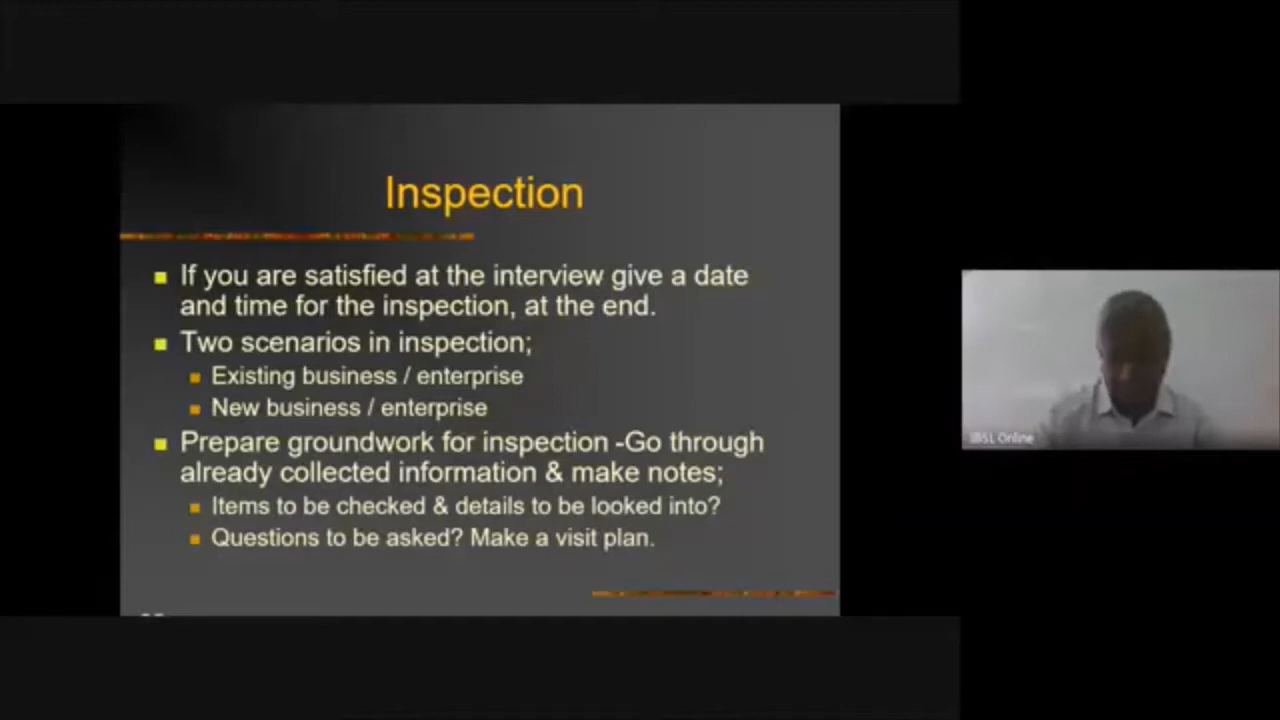 Inspection
If you are satisfied at the interview give a date
and time for the inspection, at the end.
Two scenarios in inspection;
Existing business / enterprise
New business / enterprise
Prepare groundwork for inspection -Go through
already collected information & make notes;
Items to be checked & details to be looked into?
Questions to be asked? Make a visit plan.
IBSL Online